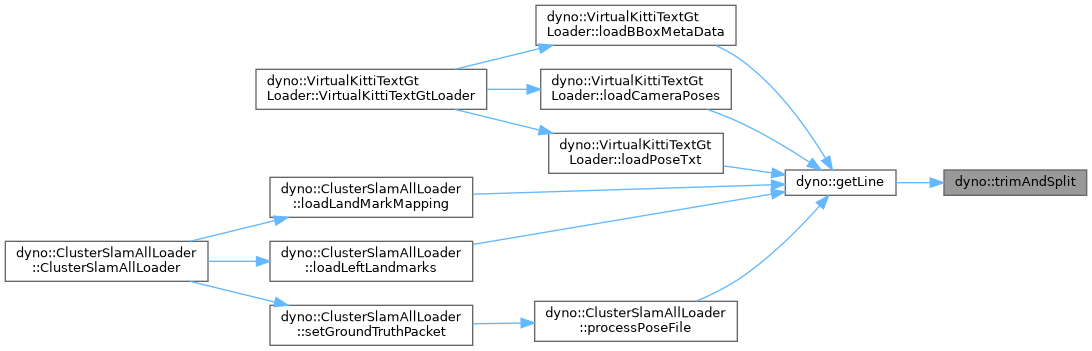 dyno::VirtualKittiTextGt
Loader::loadBBoxMetaData
dyno::VirtualKittiTextGt
Loader::VirtualKittiTextGtLoader
dyno::VirtualKittiTextGt
Loader::loadCameraPoses
dyno::VirtualKittiTextGt
Loader::loadPoseTxt
dyno::getLine
dyno::trimAndSplit
dyno::ClusterSlamAllLoader
::loadLandMarkMapping
dyno::ClusterSlamAllLoader
::ClusterSlamAllLoader
dyno::ClusterSlamAllLoader
::loadLeftLandmarks
dyno::ClusterSlamAllLoader
::setGroundTruthPacket
dyno::ClusterSlamAllLoader
::processPoseFile